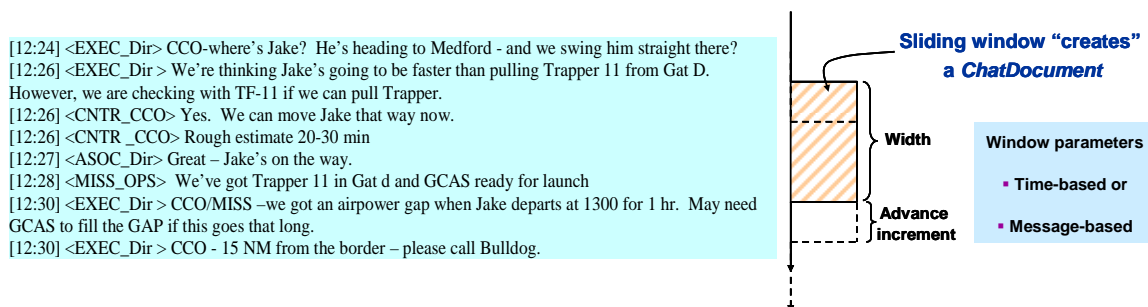 [12:24] <EXEC_Dir> CCO-where's Jake?  He's heading to Medford - and we swing him straight there?
[12:26] <EXEC_Dir > We're thinking Jake's going to be faster than pulling Trapper 11 from Gat D.
However, we are checking with TF-11 if we can pull Trapper.
[12:26] <CNTR_CCO> Yes.  We can move Jake that way now.
[12:26] <CNTR _CCO> Rough estimate 20-30 min
[12:27] <ASOC_Dir> Great – Jake's on the way.
[12:28] <MISS_OPS>  We've got Trapper 11 in Gat d and GCAS ready for launch
[12:30] <EXEC_Dir > CCO/MISS –we got an airpower gap when Jake departs at 1300 for 1 hr.  May need
GCAS to fill the GAP if this goes that long.
[12:30] <EXEC_Dir > CCO - 15 NM from the border – please call Bulldog.
Sliding window “creates”
a ChatDocument
Width
Advance
increment
Window parameters
▪ Time-based or
▪ Message-based